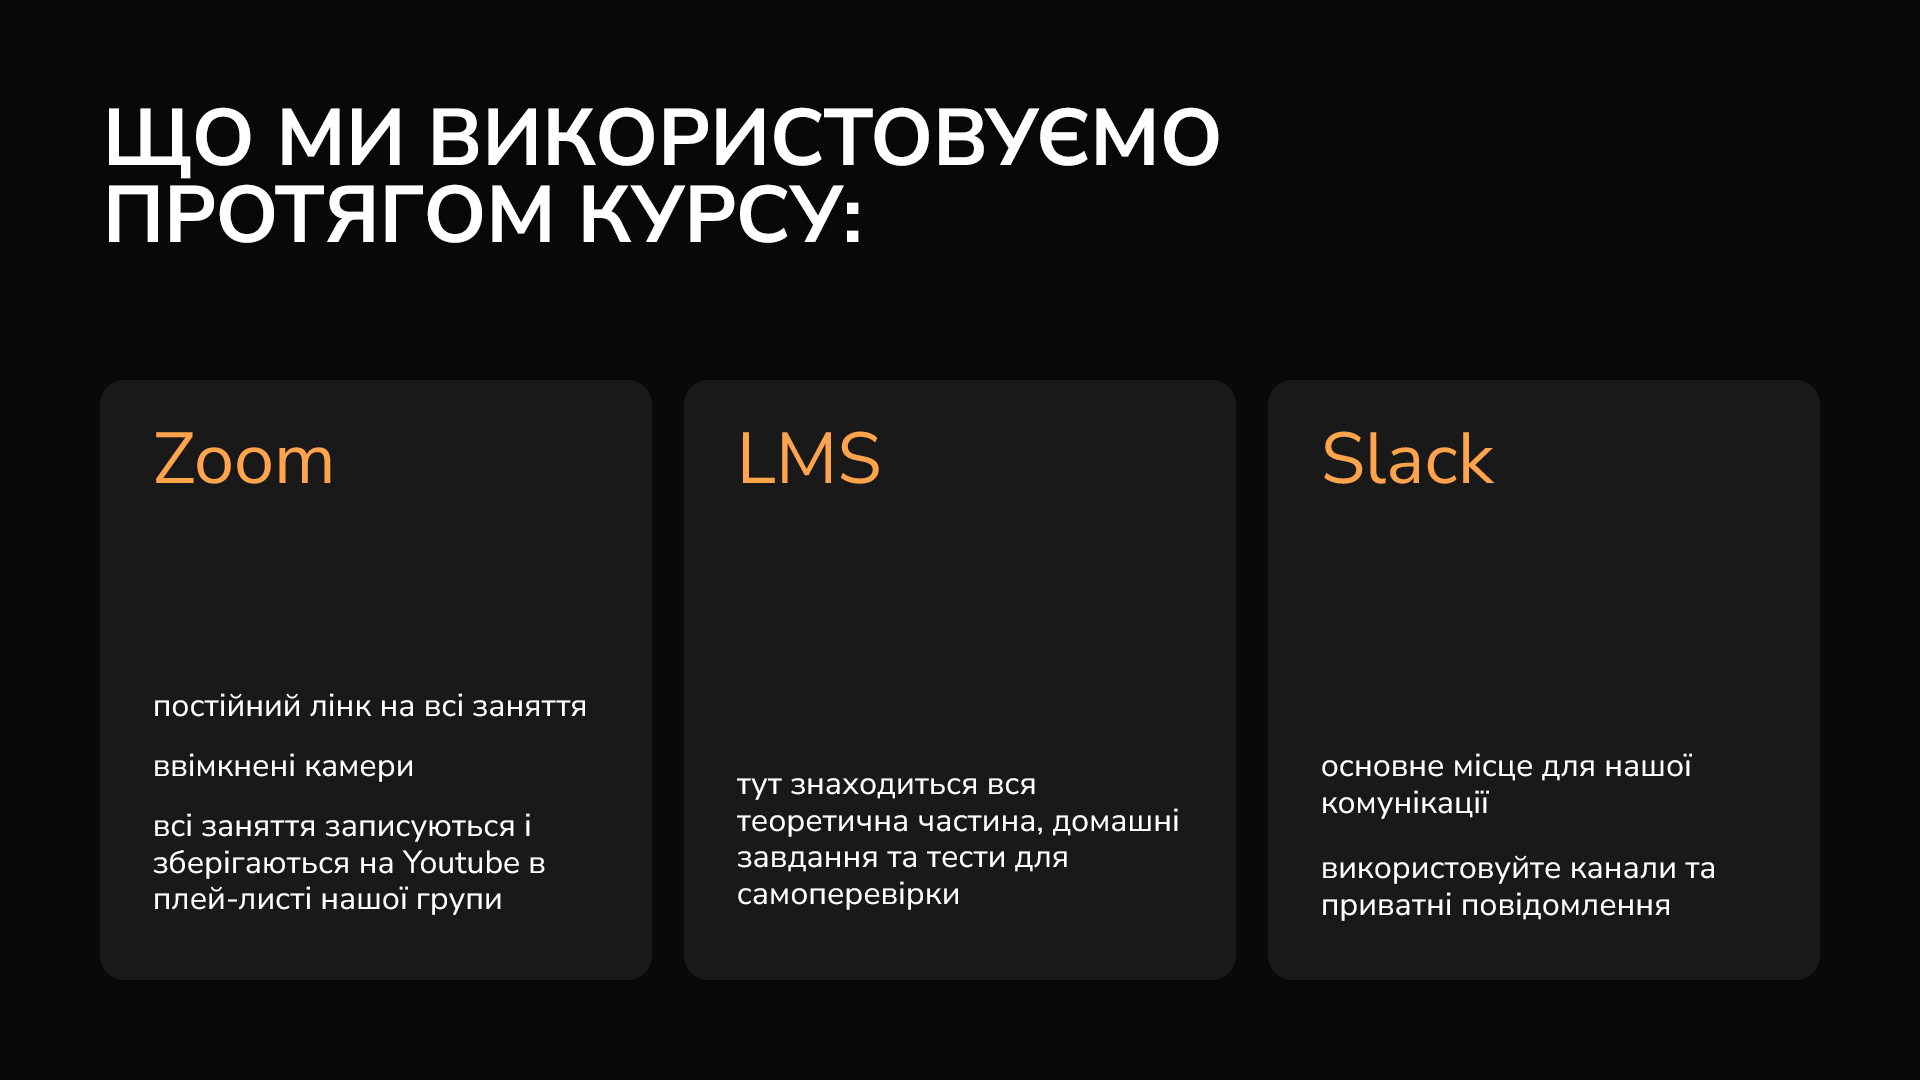 ЩО МИ ВИКОРИСТОВУЄМО
ПРОТЯГОМ КУРСУ:
Zoom
постійний лінк на всі заняття
ввімкнені камери
всі заняття записуються і
зберігаються на Youtube в
плей-листі нашої групи
LMS
тут знаходиться вся
теоретична частина, домашні
завдання та тести для
самоперевірки
Slack
основне місце для нашої
комунікації
використовуйте канали та
приватні повідомлення